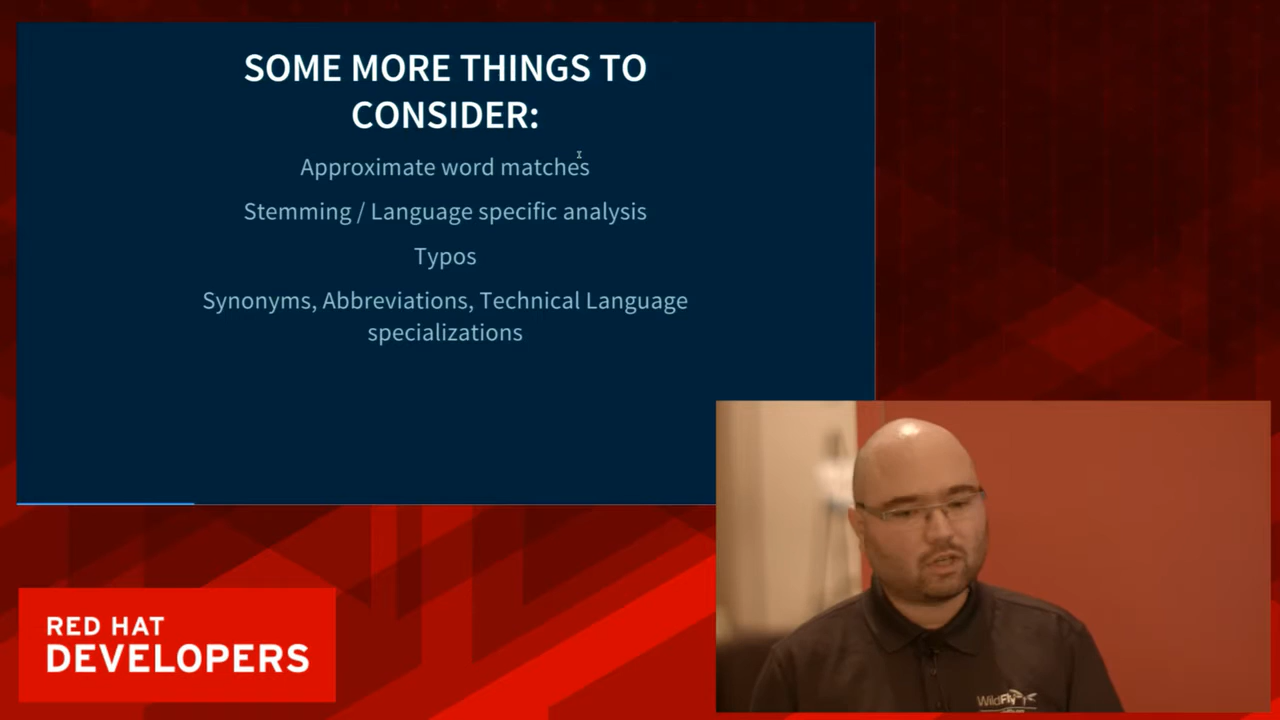 SOME MORE THINGS TO
CONSIDER:
Approximate word matches
Stemming / Language specific analysis
Typos
Synonyms, Abbreviations, Technical Language
specializations
RED HAT
DEVELOPERS
WildFly